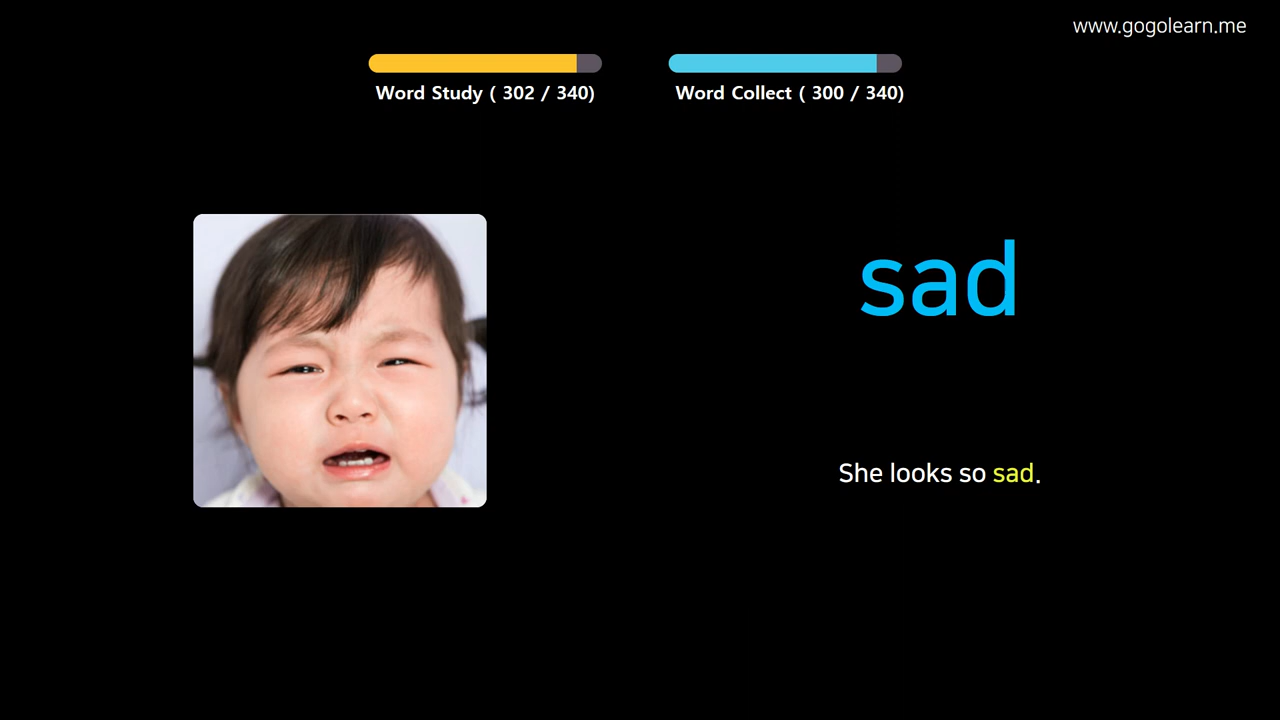 www.gogolearn.me
Word Study ( 302 / 340)
Word Collect ( 300 / 340)
sad
She looks so sad.